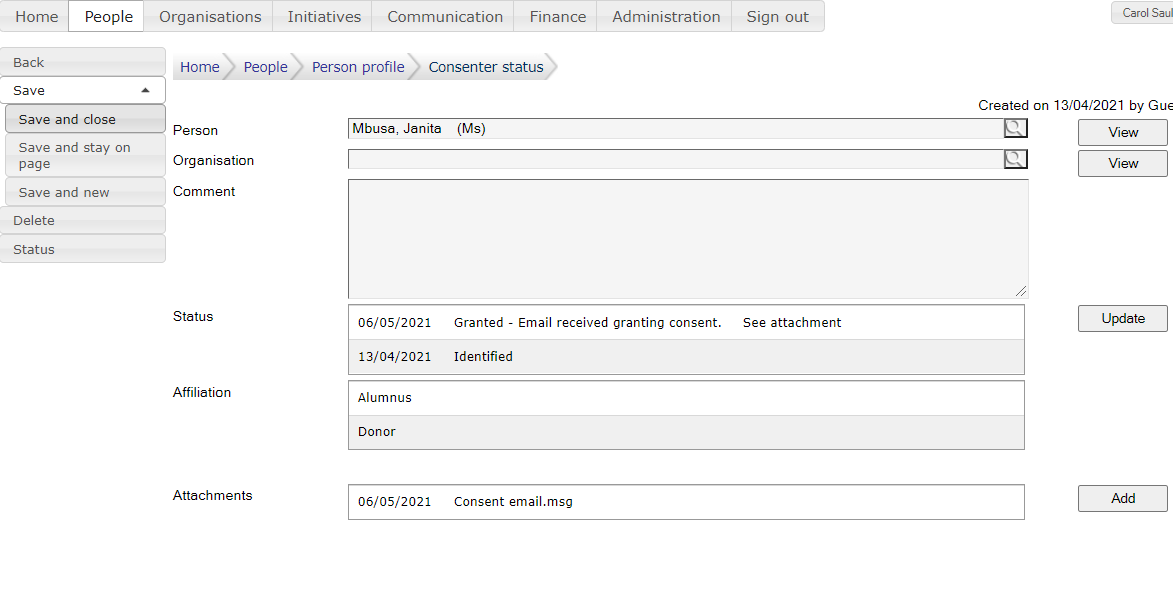 Home People Organisations Initiatives Communication Finance Administration Sign out Carol Saul
Back
Save
Save and close
Save and stay on
page
Save and new
Delete
Status
Home People Person profile Consenter status
Created on 13/04/2021 by Gue
Person Mbusa, Janita (Ms) View
Organisation View
Comment
Status 06/05/2021 Granted - Email received granting consent. See attachment Update
13/04/2021 Identified
Affiliation Alumnus
Donor
Attachments 06/05/2021 Consent email.msg Add